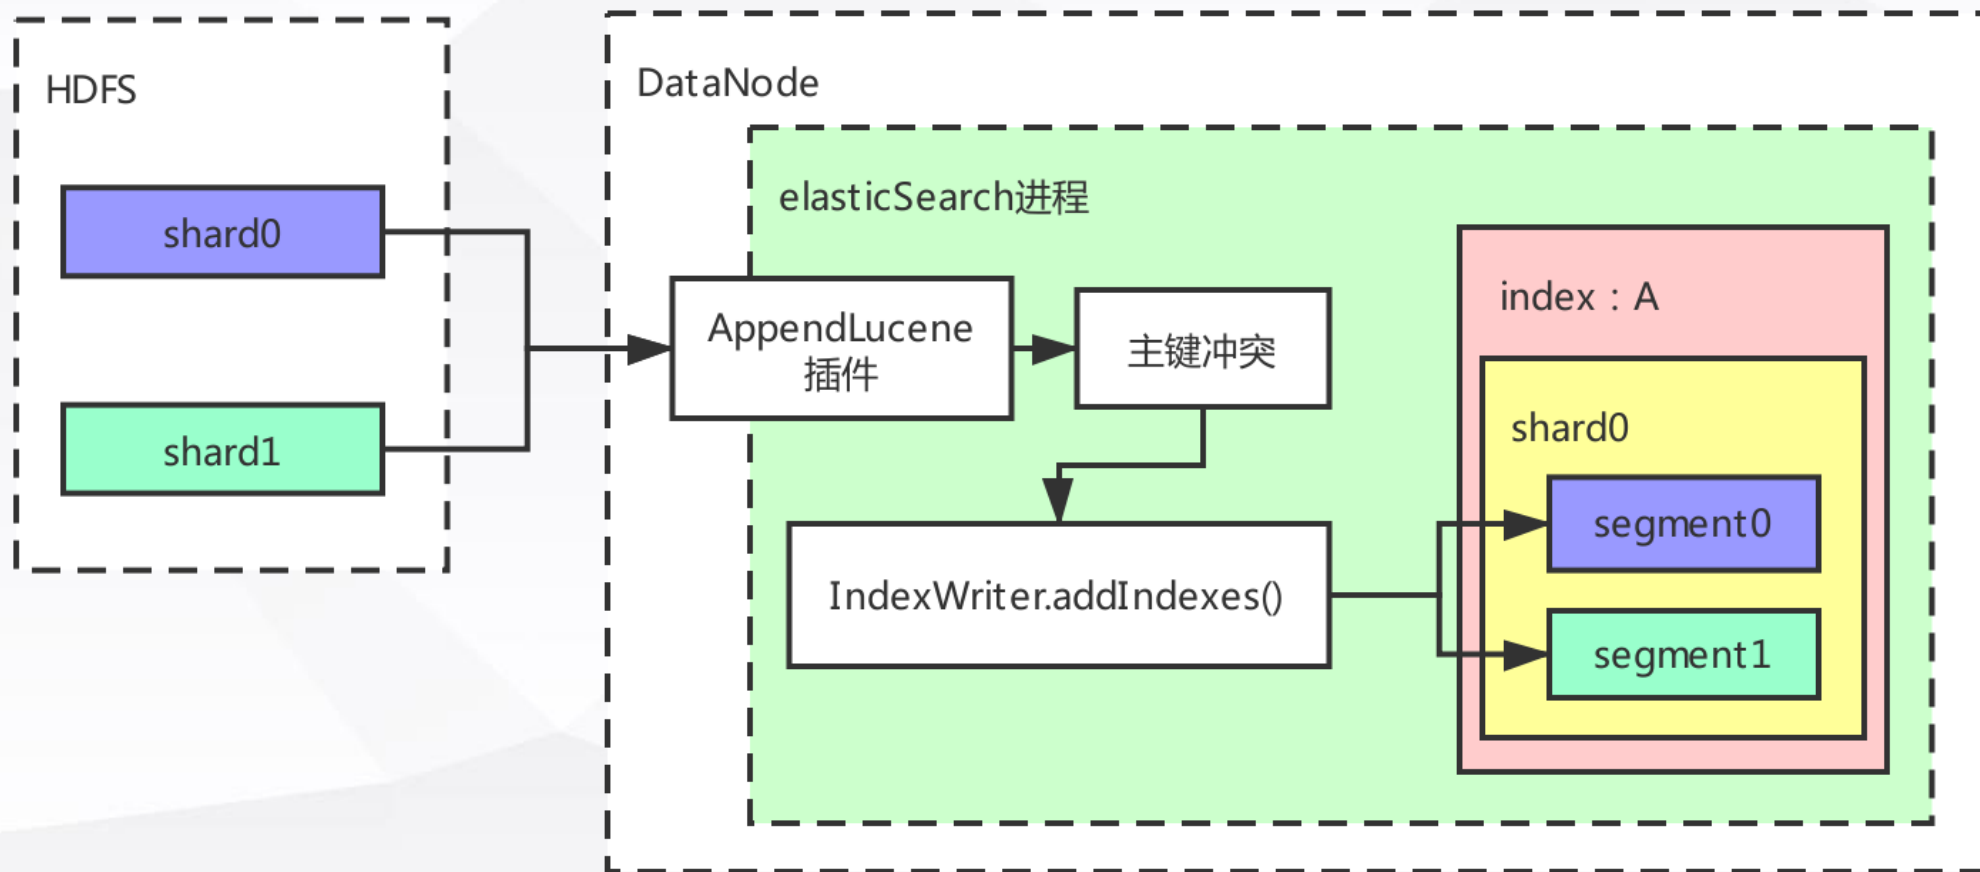 HDFS
shard0
shard1
DataNode
elasticSearch进程
AppendLucene
插件
主键冲突
IndexWriter.addIndexes()
index：A
shard0
segment0
segment1